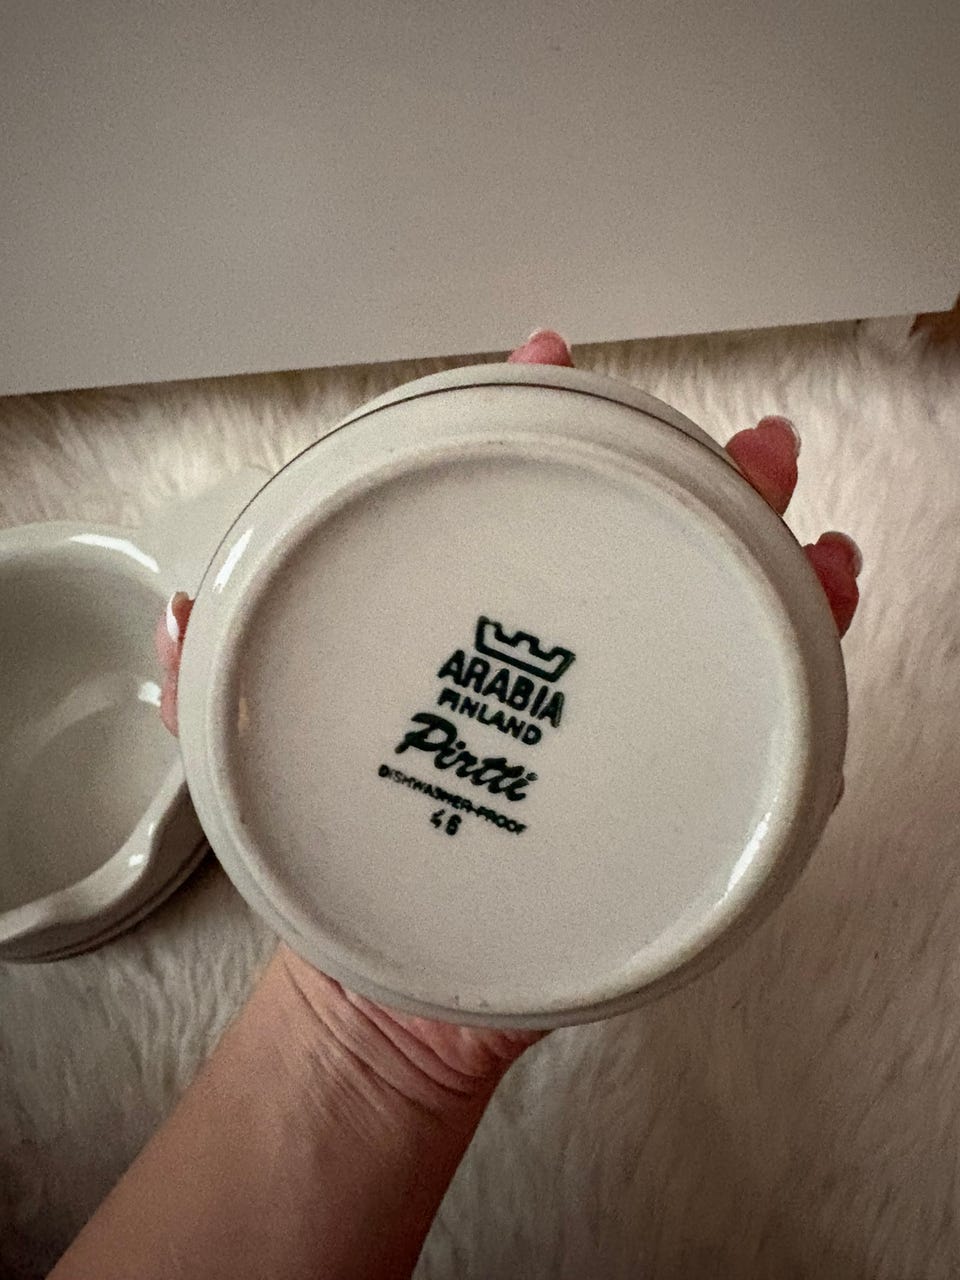 ARABIA
FINLAND
Pirtti
DISHWASHER-PROOF
46